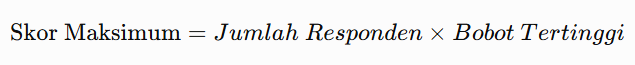 Skor Maksimum = Jumlah Responden × Bobot Tertinggi